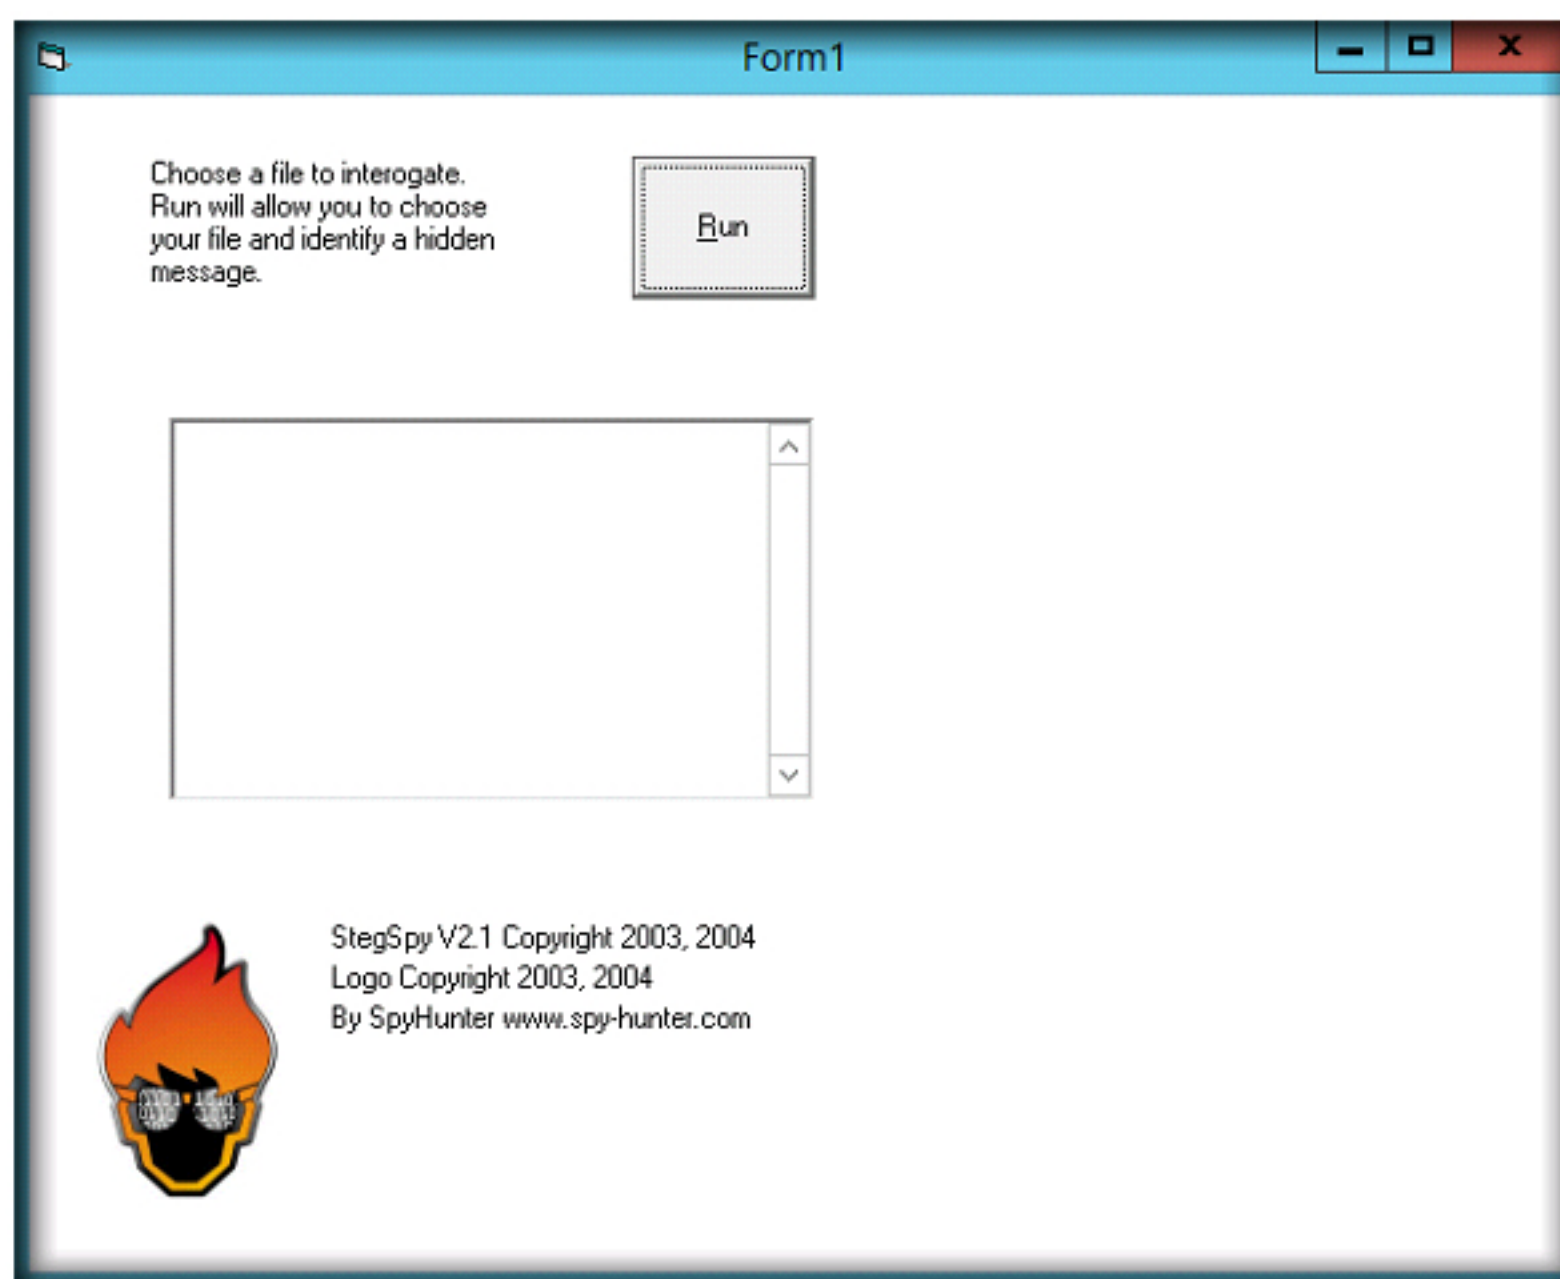 Form1
Choose a file to interogate.
Run will allow you to choose
your file and identify a hidden
message.
Run
StegSpy V2.1 Copyright 2003, 2004
Logo Copyright 2003, 2004
By SpyHunter www.spy-hunter.com